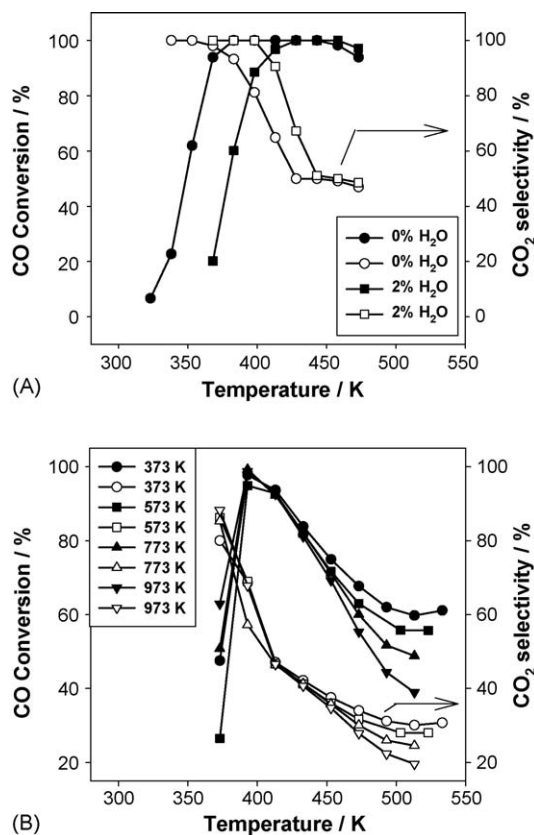 100
80
60
40
20
0
CO Conversion / %
100
80
60
40
20
0
CO₂ selectivity / %
0% H₂O
0% H₂O
2% H₂O
2% H₂O
300 350 400 450 500 550
(A)
Temperature / K
373 K
373 K
573 K
573 K
773 K
773 K
973 K
973 K
100
80
60
40
20
CO Conversion / %
100
80
60
40
20
CO₂ selectivity / %
300 350 400 450 500 550
(B)
Temperature / K